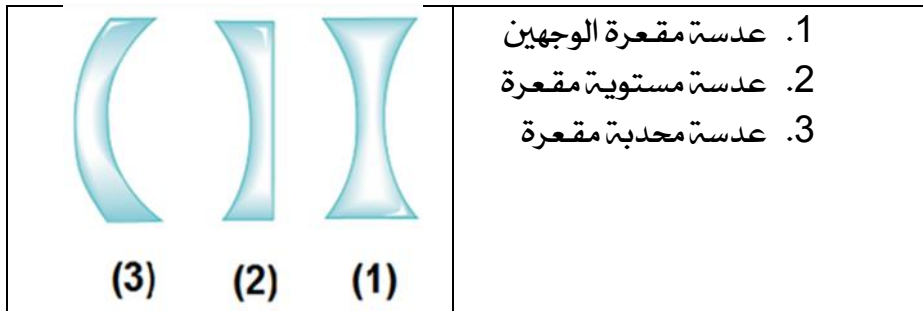 1. عدسة مقعرة الوجهين
2. عدسة مستوية مقعرة
3. عدسة محدبة مقعرة
(3) (2) (1)